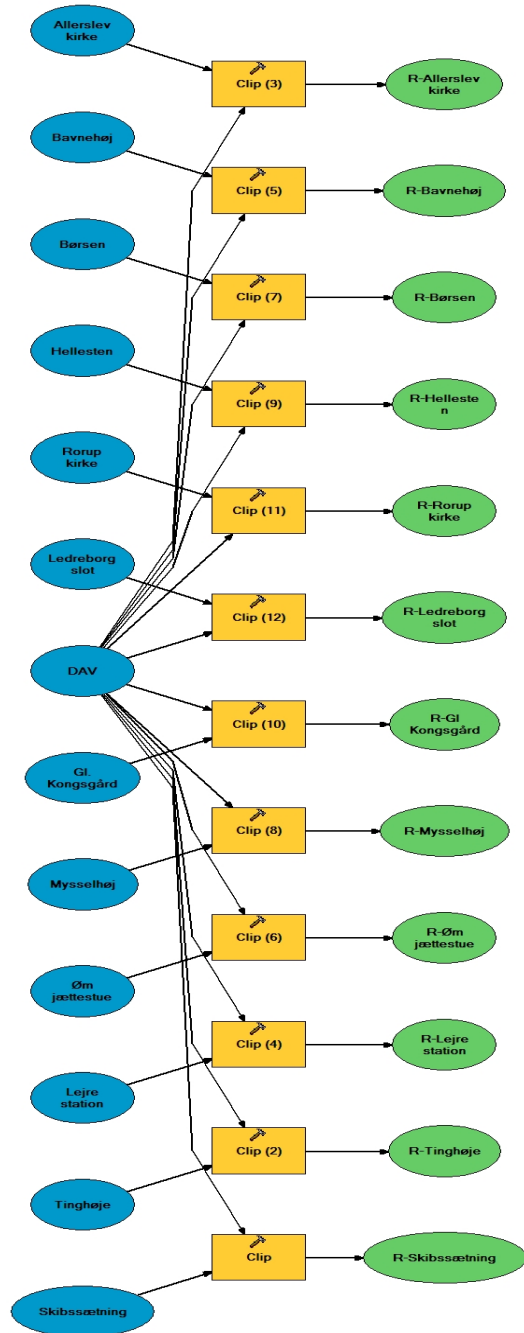 Allerslev
kirke
Clip (3)
R-Allerslev
kirke
Bavnehøj
Clip (5)
R-Bavnehøj
Børsen
Clip (7)
R-Børsen
Hellesten
Clip (9)
R-Helleste
n
Rorup
kirke
Clip (11)
R-Rorup
kirke
Ledreborg
slot
Clip (12)
R-Ledreborg
slot
DAV
Clip (10)
R-Gl
Kongsgård
Gl.
Kongsgård
Clip (8)
R-Mysselhøj
Mysselhøj
Clip (6)
R-Øm
jættestue
Øm
jættestue
Clip (4)
R-Lejre
station
Lejre
station
Clip (2)
R-Tinghøje
Tinghøje
Clip
R-Skibssætning
Skibssætning